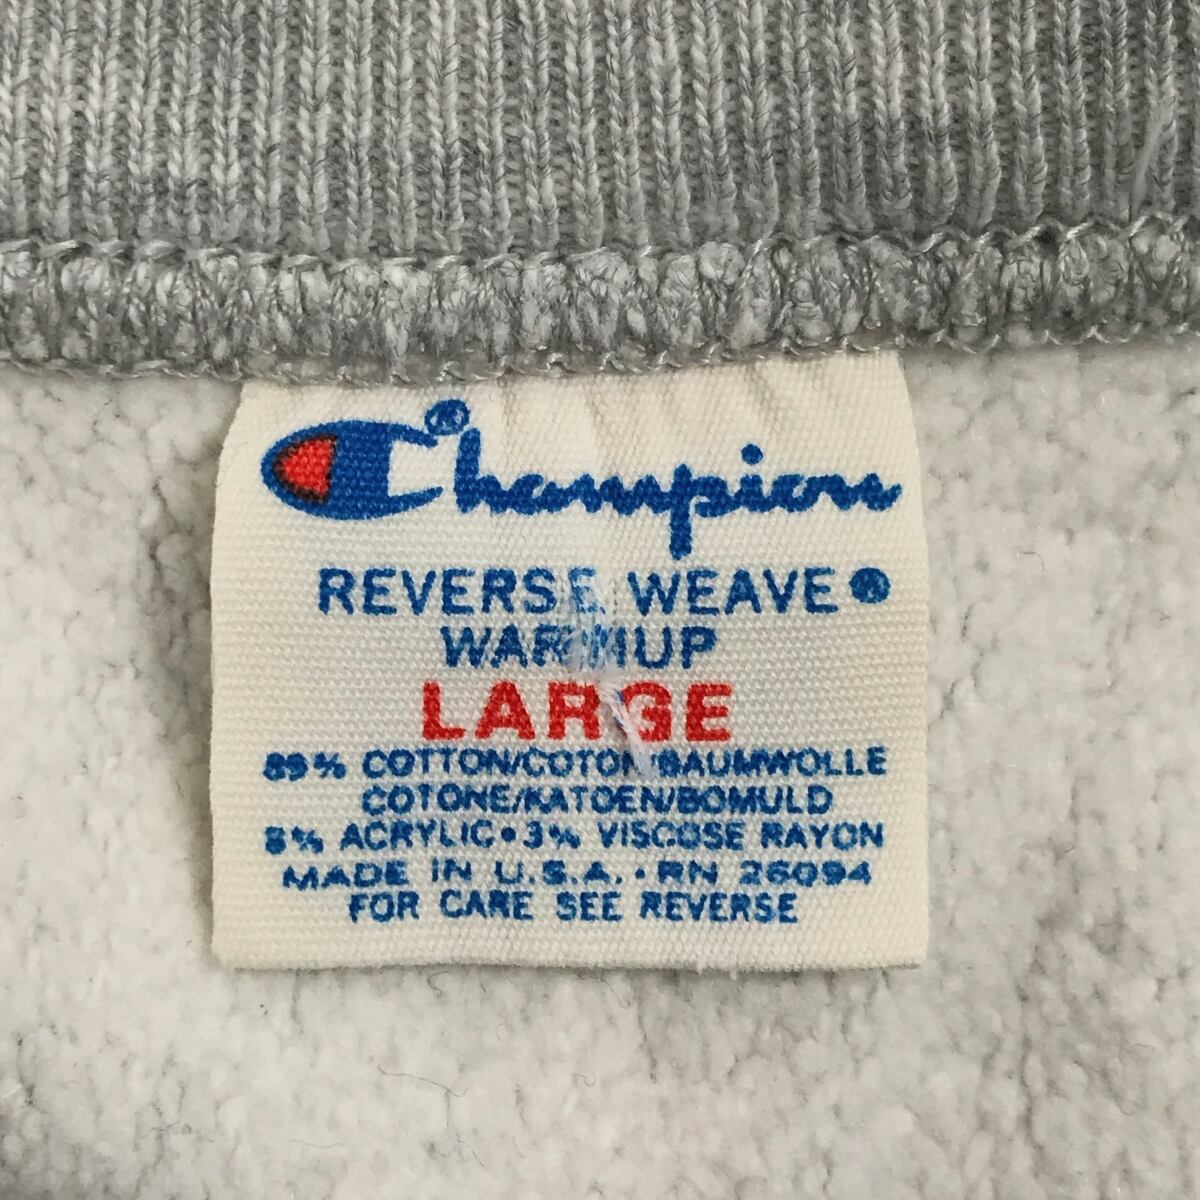 Champion®
REVERSE WEAVE®
WARMUP
LARGE
89% COTTON/COTON/BAUMWOLLE
COTONE/KATOEN/BOMULD
8% ACRYLIC•3% VISCOSE RAYON
MADE IN U.S.A.•RN 26094
FOR CARE SEE REVERSE